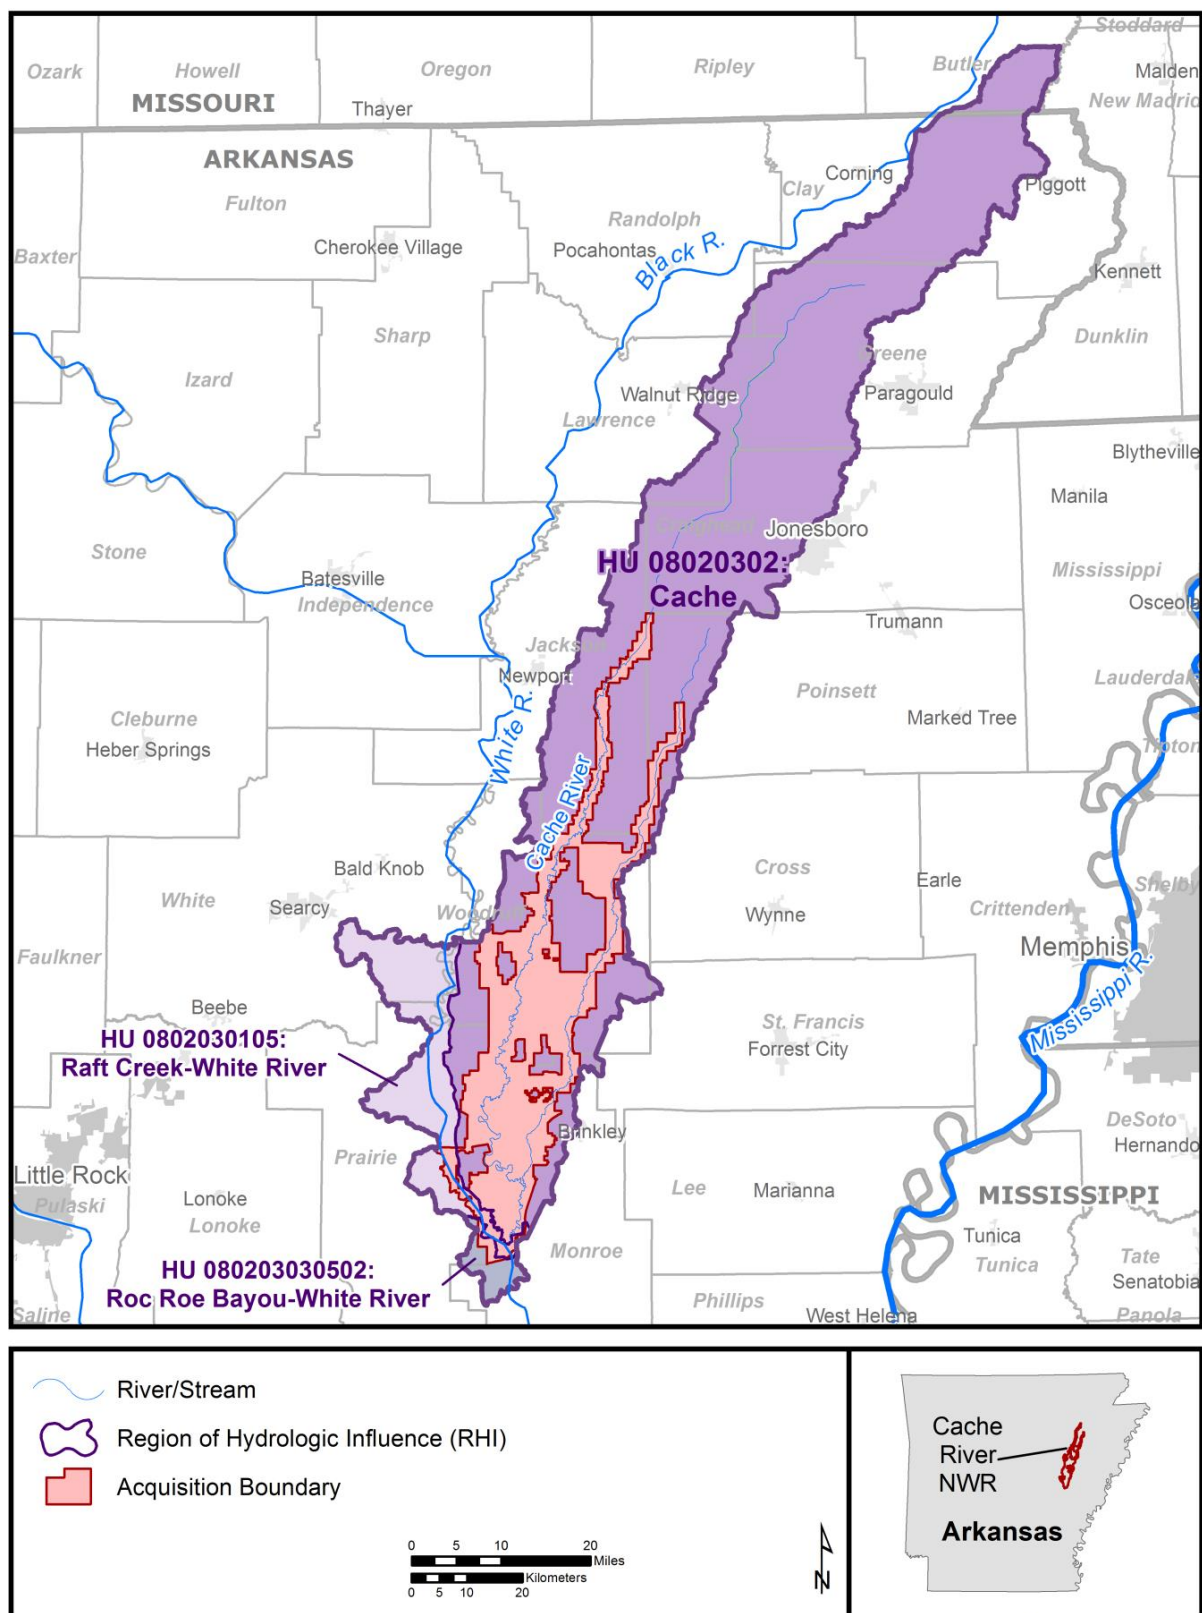 Stoddard
Ozark
Howell
Oregon
Ripley
Butler
Malden
MISSOURI
Thayer
New Madrid
ARKANSAS
Corning
Clay
Piggott
Fulton
Randolph
Baxter
Cherokee Village
Pocahontas
Black R.
Kennett
Sharp
Dunklin
Izard
Greene
Walnut Ridge
Paragould
Lawrence
Blytheville
Manila
Craighead
Jonesboro
Stone
HU 08020302:
Cache
Batesville
Independence
Mississippi
Osceola
Trumann
Jackson
Newport
Lauderdale
Poinsett
Cleburne
Heber Springs
White R.
Marked Tree
Tipton
Cache River
Bald Knob
Cross
Earle
White
Searcy
Woodruff
Wynne
Crittenden
Shelby
Faulkner
Memphis
Mississippi R.
Beebe
St. Francis
Forrest City
HU 0802030105:
Raft Creek-White River
Brinkley
DeSoto
Hernando
Prairie
Little Rock
Pulaski
Lonoke
Lonoke
Lee
Marianna
MISSISSIPPI
Tunica
Tunica
Tate
Senatobia
Monroe
HU 080203030502:
Roc Roe Bayou-White River
Phillips
West Helena
Panola
Saline
River/Stream
Region of Hydrologic Influence (RHI)
Acquisition Boundary
0 5 10 20
Miles
Kilometers
0 5 10 20
N
Cache
River
NWR
Arkansas